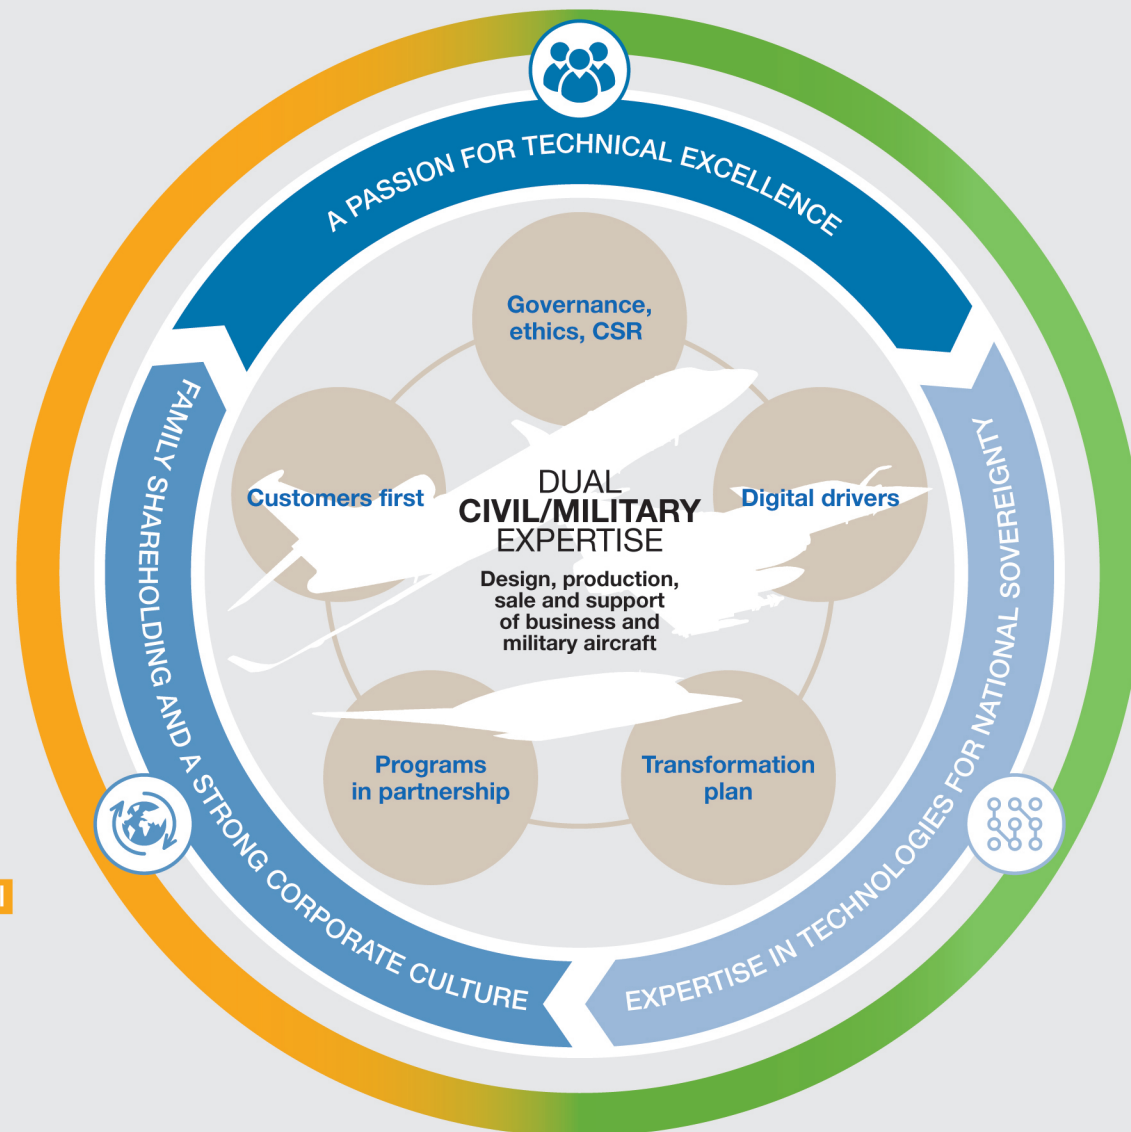 A PASSION FOR TECHNICAL EXCELLENCE
Governance,
ethics, CSR
Customers first
DUAL
CIVIL/MILITARY
EXPERTISE
Digital drivers
Design, production,
sale and support
of business and
military aircraft
Programs
in partnership
Transformation
plan
FAMILY SHAREHOLDING AND A STRONG CORPORATE CULTURE
EXPERTISE IN TECHNOLOGIES FOR NATIONAL SOVEREIGNTY